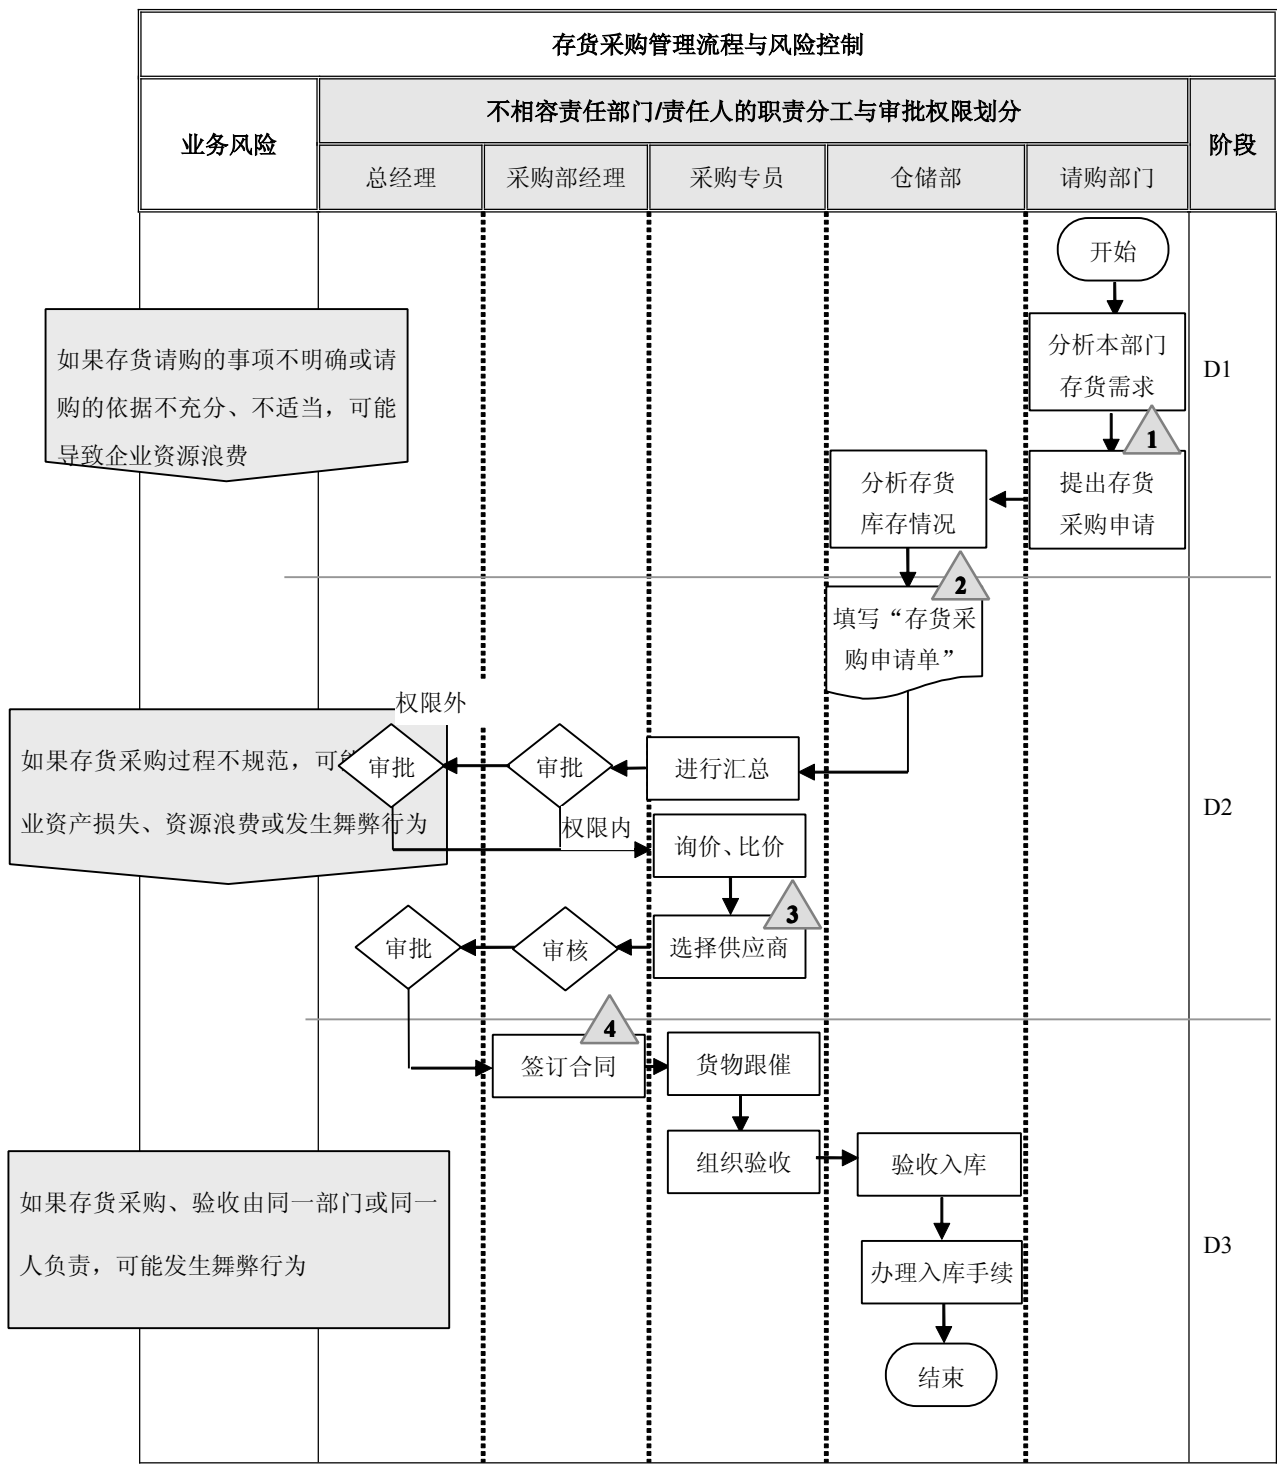 存货采购管理流程与风险控制
业务风险
不相容责任部门/责任人的职责分工与审批权限划分
阶段
总经理
采购部经理
采购专员
仓储部
请购部门
开始
分析本部门
存货需求
D1
如果存货请购的事项不明确或请
购的依据不充分、不适当，可能
导致企业资源浪费
1
提出存货
采购申请
分析存货
库存情况
2
填写“存货采
购申请单”
权限外
如果存货采购过程不规范，可
业资产损失、资源浪费或发生舞弊行为
审批
审批
进行汇总
D2
权限内
询价、比价
3
审批
审核
选择供应商
4
签订合同
货物跟催
组织验收
验收入库
如果存货采购、验收由同一部门或同一
人负责，可能发生舞弊行为
D3
办理入库手续
结束